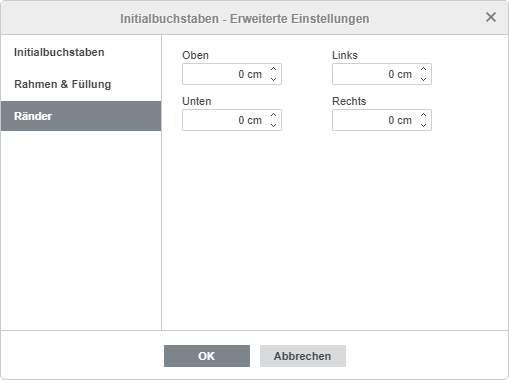 Initialbuchstaben - Erweiterte Einstellungen
Initialbuchstaben
Rahmen & Füllung
Ränder
Oben
Links
0 cm
0 cm
Unten
Rechts
0 cm
0 cm
OK
Abbrechen